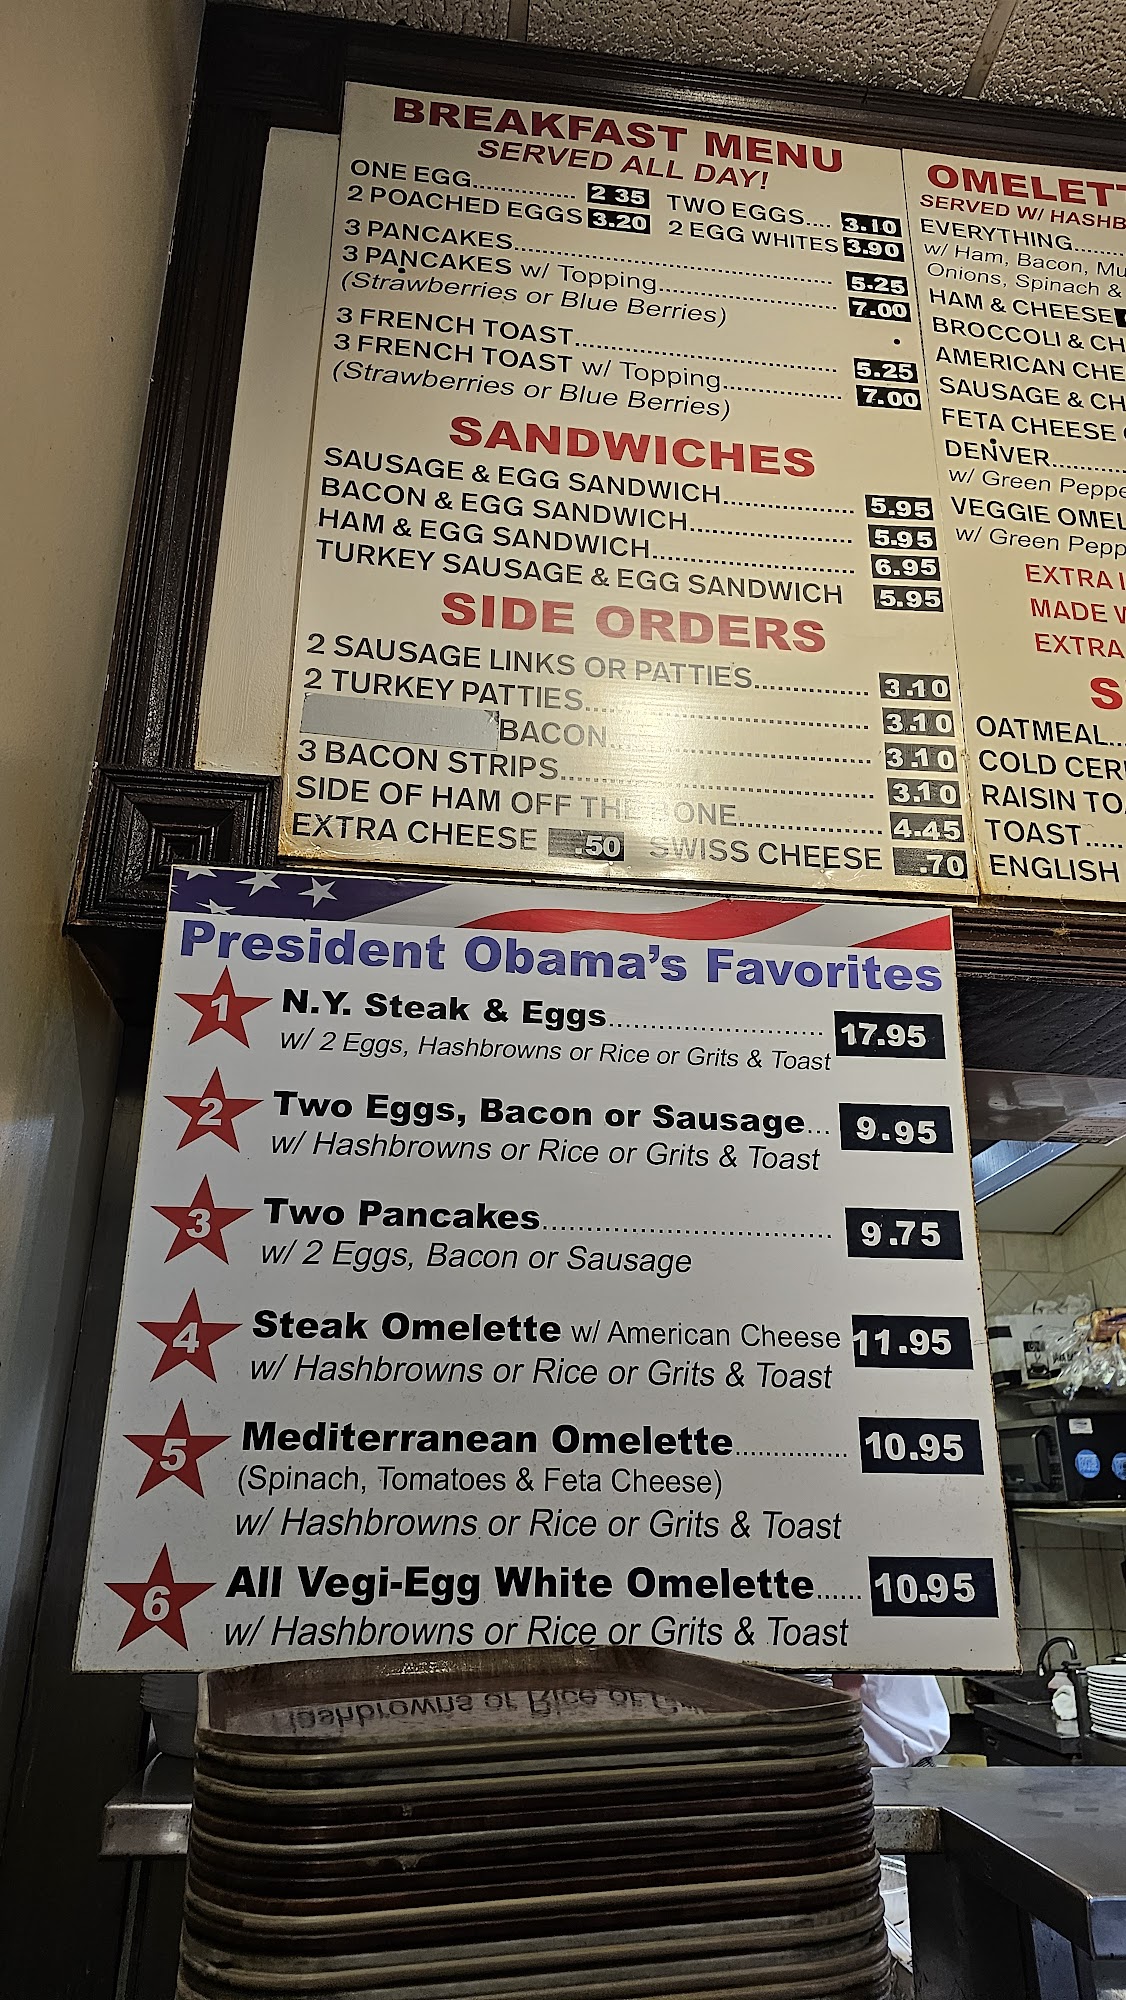 BREAKFAST MENU
SERVED ALL DAY!
ONE EGG............... 2 35 TWO EGGS.... 3.10
2 POACHED EGGS 3.20 2 EGG WHITES 3.90
3 PANCAKES.......................................... 5.25
3 PANCAKES w/ Topping........................ 7.00
(Strawberries or Blue Berries)
3 FRENCH TOAST................................... 5.25
3 FRENCH TOAST w/ Topping................ 7.00
(Strawberries or Blue Berries)
SANDWICHES
SAUSAGE & EGG SANDWICH................ 5.95
BACON & EGG SANDWICH.................... 5.95
HAM & EGG SANDWICH......................... 6.95
TURKEY SAUSAGE & EGG SANDWICH 5.95
SIDE ORDERS
2 SAUSAGE LINKS OR PATTIES.............. 3.10
2 TURKEY PATTIES................................ 3.10
BACON................................ 3.10
3 BACON STRIPS..................................... 3.10
SIDE OF HAM OFF THE BONE................ 4.45
EXTRA CHEESE .50 SWISS CHEESE .70
SERVED W/
EVERYTHING......
w/ Ham, Bacon,
Onions, Spinach &
HAM & CHEESE
BROCCOLI &
AMERICAN
SAUSAGE &
FETA CHEESE
DENVER...........
w/ Green
VEGGIE
w/ Green
EXTRA
MADE
EXTRA
OATMEAL...
COLD
RAISIN
TOAST.....
ENGLISH
President Obama's Favorites
1 N.Y. Steak & Eggs........................... 17.95
w/ 2 Eggs, Hashbrowns or Rice or Grits & Toast
2 Two Eggs, Bacon or Sausage... 9.95
w/ Hashbrowns or Rice or Grits & Toast
3 Two Pancakes.................................... 9.75
w/ 2 Eggs, Bacon or Sausage
4 Steak Omelette w/ American Cheese 11.95
w/ Hashbrowns or Rice or Grits & Toast
5 Mediterranean Omelette............... 10.95
(Spinach, Tomatoes & Feta Cheese)
w/ Hashbrowns or Rice or Grits & Toast
6 All Vegi-Egg White Omelette...... 10.95
w/ Hashbrowns or Rice or Grits & Toast